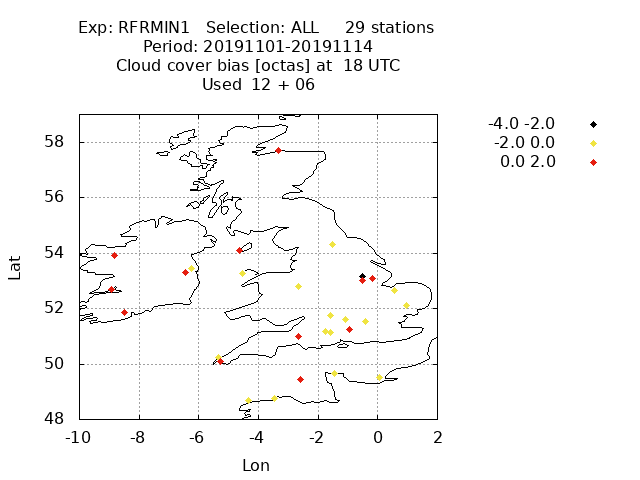 Exp: RFRMIN1 Selection: ALL 29 stations
Period: 20191101-20191114
Cloud cover bias [octas] at 18 UTC
Used 12 + 06
-4.0 -2.0
-2.0 0.0
0.0 2.0
58
56
54
52
50
48
Lat
-10 -8 -6 -4 -2 0 2
Lon